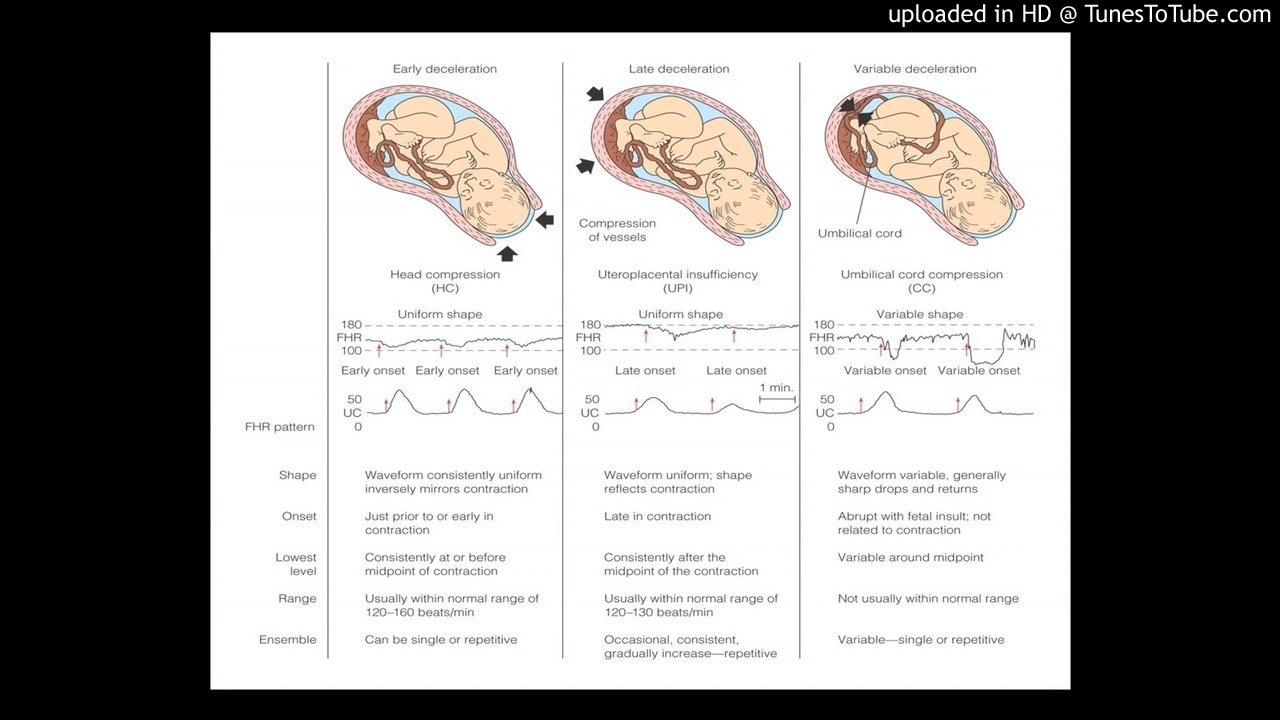 uploaded in HD @ TunesToTube.com
Early deceleration
Late deceleration
Variable deceleration
Compression
of vessels
Umbilical cord
Head compression
(HC)
Uteroplacental insufficiency
(UPI)
Umbilical cord compression
(CC)
Uniform shape
180
FHR
100
Early onset Early onset Early onset
50
UC
0
Uniform shape
180
FHR
100
Late onset Late onset
1 min.
50
UC
0
Variable shape
180
FHR
100
Variable onset Variable onset
50
UC
0
FHR pattern
Shape
Waveform consistently uniform
inversely mirrors contraction
Waveform uniform; shape
reflects contraction
Waveform variable, generally
sharp drops and returns
Onset
Just prior to or early in
contraction
Late in contraction
Abrupt with fetal insult; not
related to contraction
Lowest
level
Consistently at or before
midpoint of contraction
Consistently after the
midpoint of the contraction
Variable around midpoint
Range
Usually within normal range of
120–160 beats/min
Usually within normal range of
120–130 beats/min
Not usually within normal range
Ensemble
Can be single or repetitive
Occasional, consistent,
gradually increase—repetitive
Variable—single or repetitive